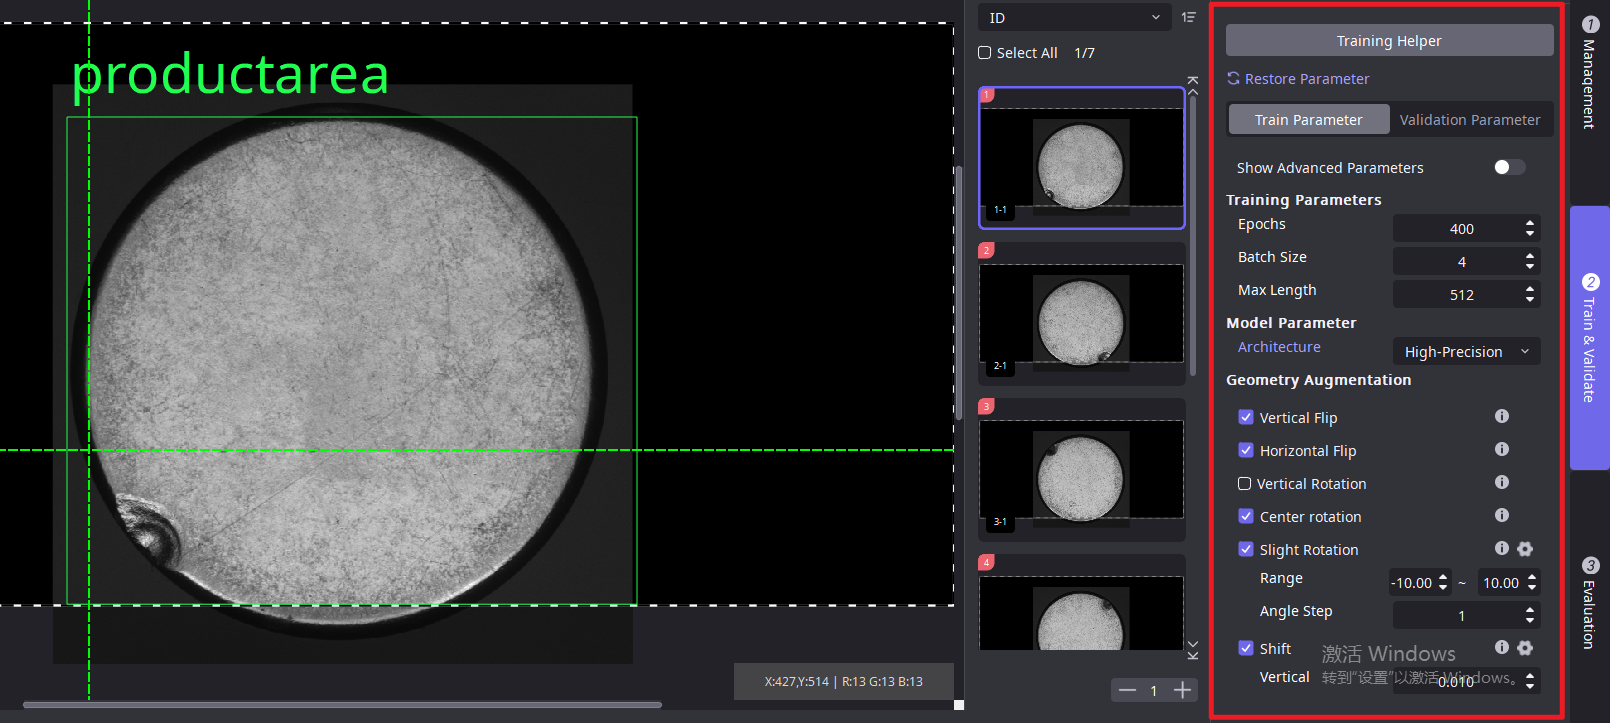 productarea
X:427,Y:514 | R:13 G:13 B:13
ID
Select All 1/7
1
1-1
2
2-1
3
3-1
4
1
Training Helper
Restore Parameter
Train Parameter Validation Parameter
Show Advanced Parameters
Training Parameters
Epochs 400
Batch Size 4
Max Length 512
Model Parameter
Architecture High-Precision
Geometry Augmentation
Vertical Flip
Horizontal Flip
Vertical Rotation
Center rotation
Slight Rotation
Range -10.00 ~ 10.00
Angle Step 1
Shift
Vertical 0.010
激活 Windows
转到“设置”以激活 Windows。
1 Management
2 Train & Validate
3 Evaluation